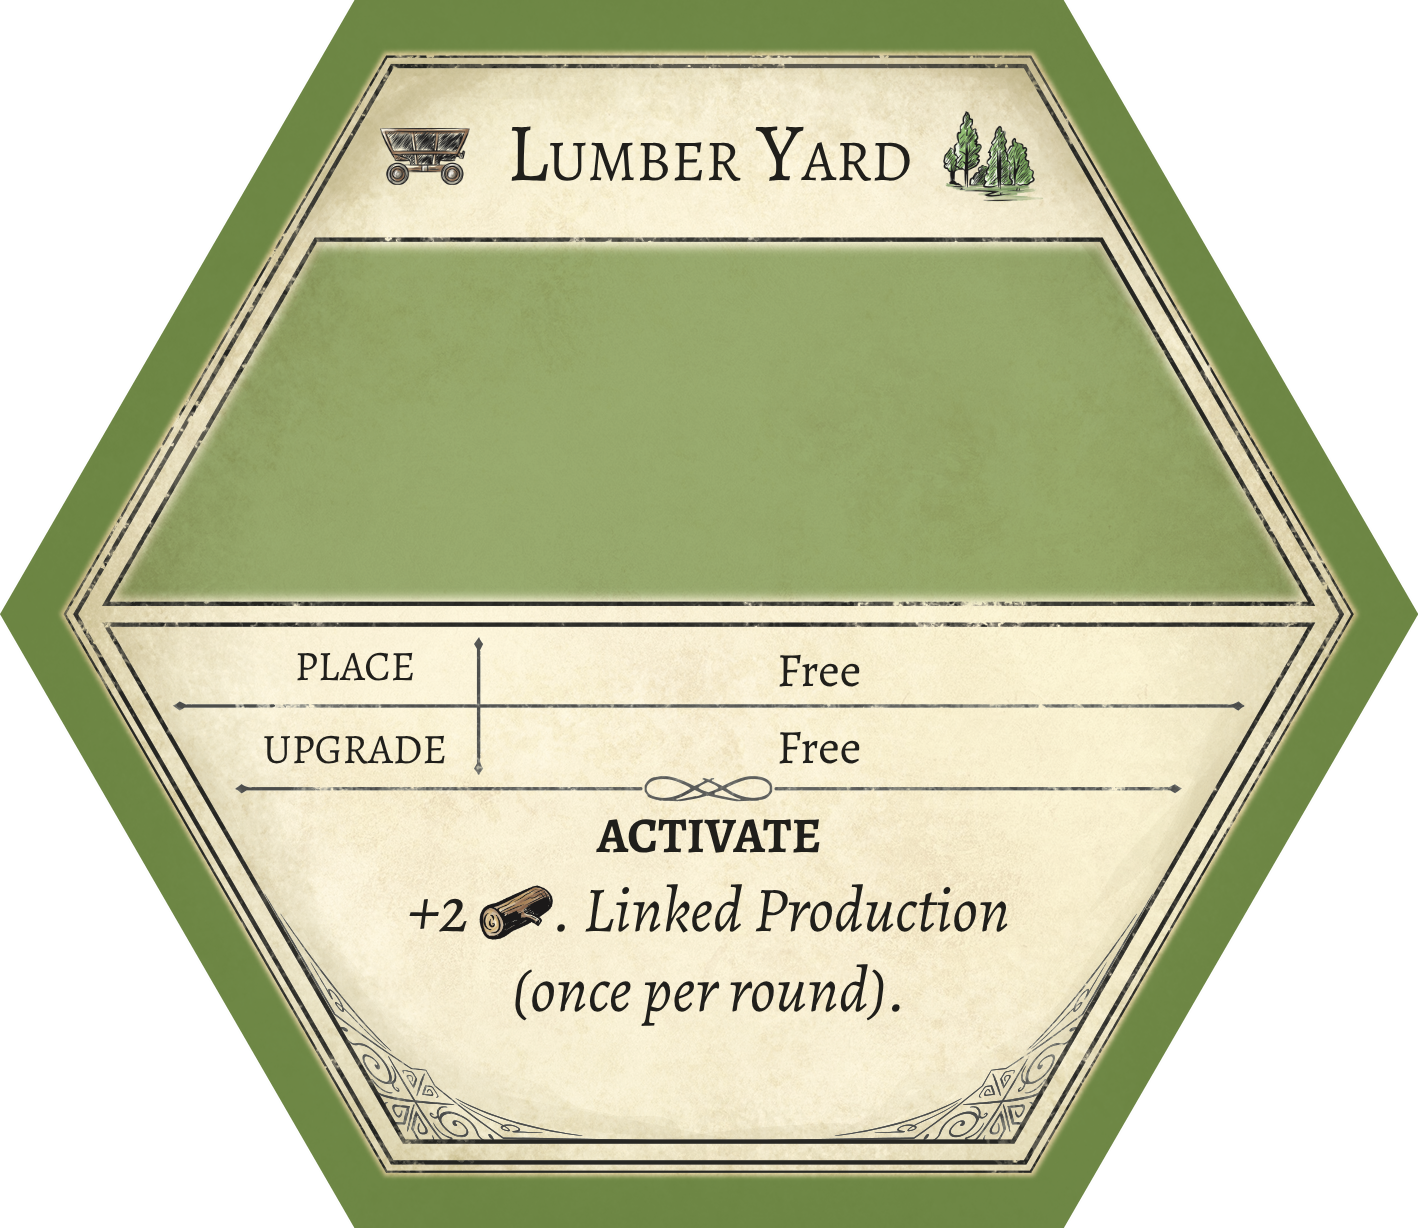 Lumber Yard
PLACE
Free
UPGRADE
Free
ACTIVATE
+2 . Linked Production
(once per round).